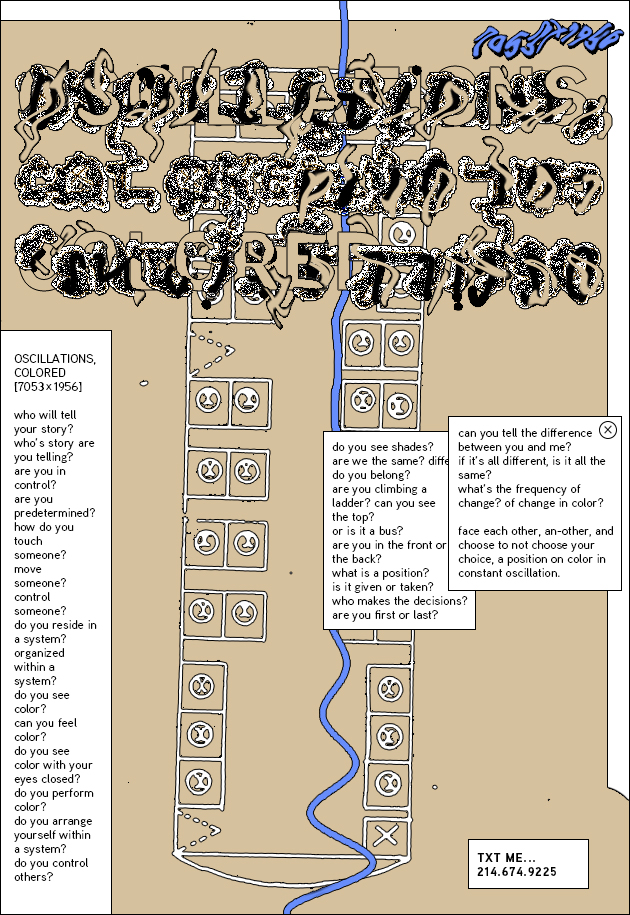 7053×1956
OSCILLATIONS,
COLORED
OSCILLATIONS,
COLORED
[7053×1956]
who will tell
your story?
who's story are
you telling?
are you in
control?
are you
predetermined?
how do you
touch
someone?
move
someone?
control
someone?
do you reside in
a system?
organized
within a
system?
do you see
color?
can you feel
color?
do you see
color with your
eyes closed?
do you perform
color?
do you arrange
yourself within
a system?
do you control
others?
do you see shades?
are we the same? diffe
do you belong?
are you climbing a
ladder? can you see
the top?
or is it a bus?
are you in the front or
the back?
what is a position?
is it given or taken?
who makes the decisions?
are you first or last?
can you tell the difference
between you and me?
if it's all different, is it all the
same?
what's the frequency of
change? of change in color?
face each other, an-other, and
choose to not choose your
choice, a position on color in
constant oscillation.
TXT ME...
214.674.9225